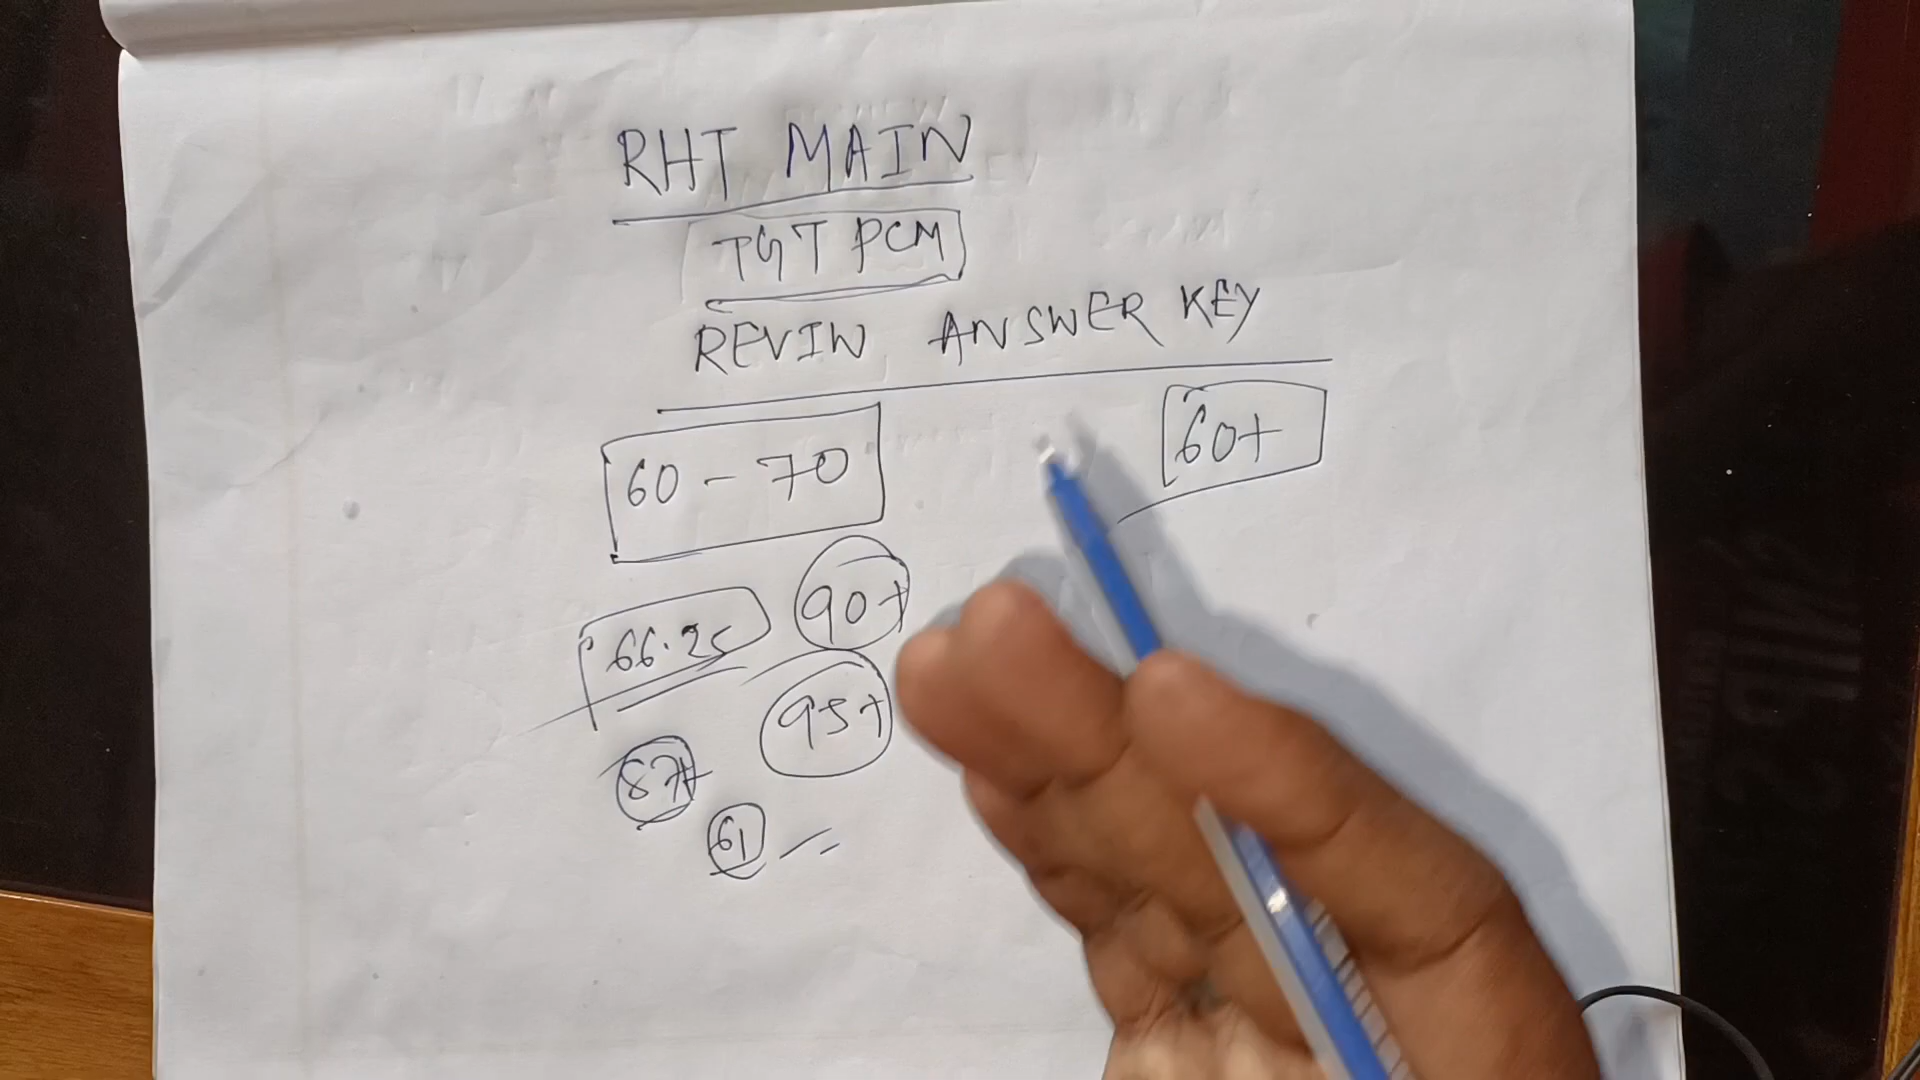 RHT MAIN
TGT PCM
REVIW ANSWER KEY
60 - 70
60+
90+
66.25
95+
87+
61